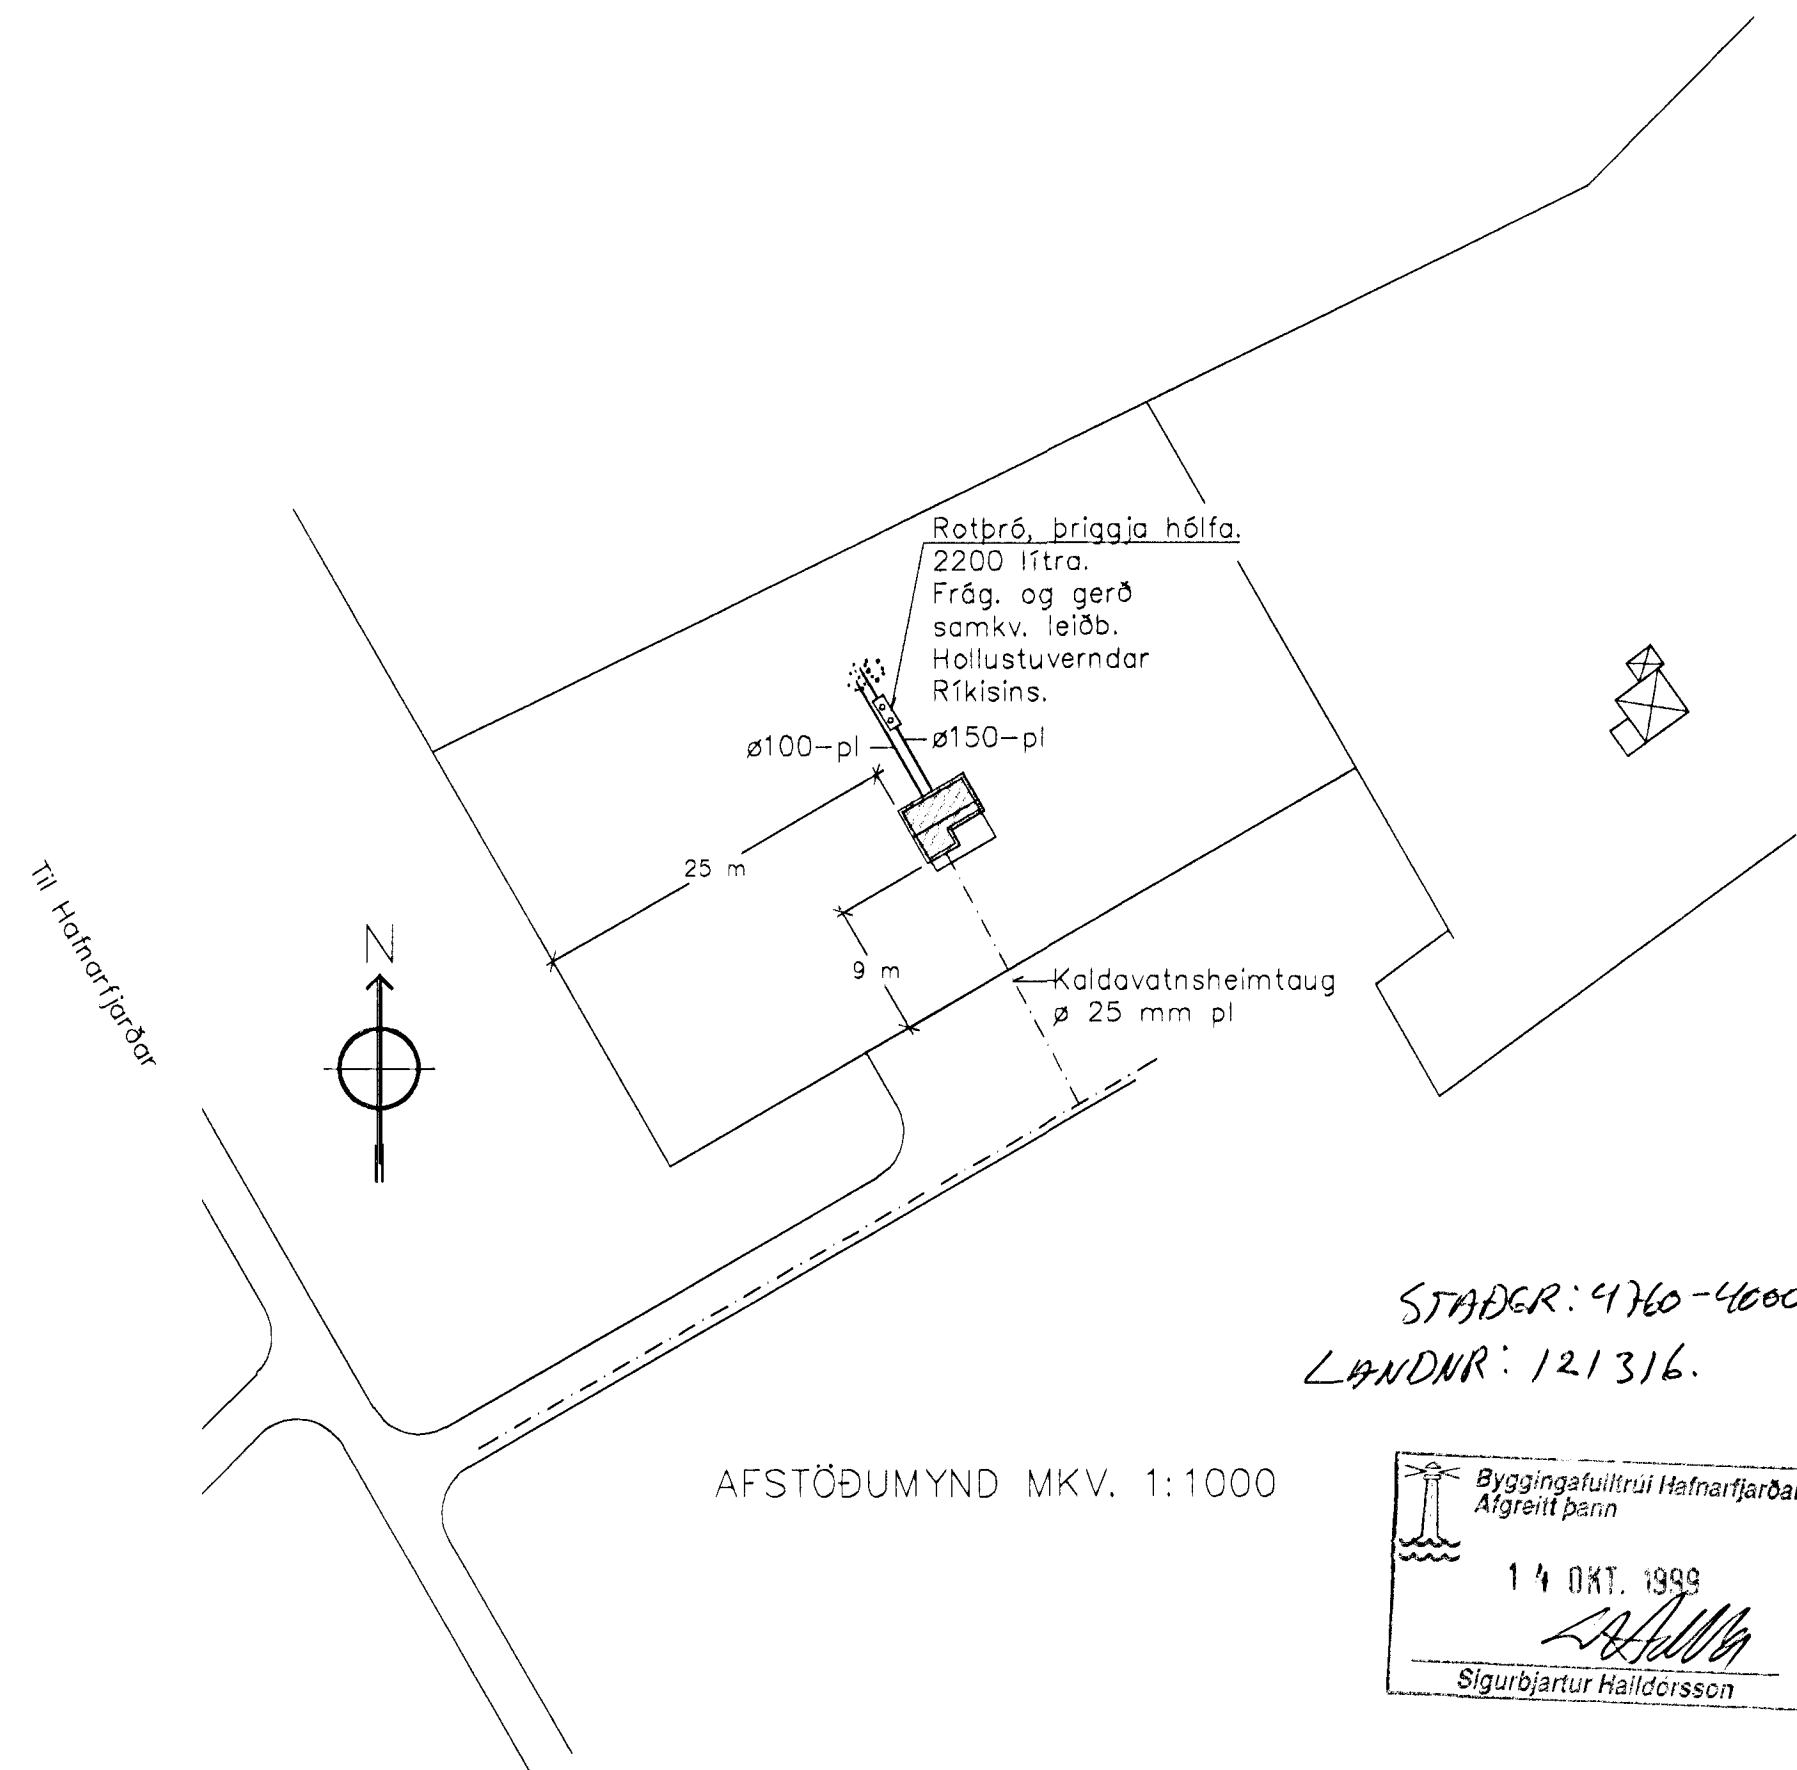 Rotþró, þriggja hólfa.
2200 lítra.
Frág. og gerð
samkv. leiðb.
Hollustuverndar
Ríkisins.
ø100-pl
ø150-pl
25 m
Til Hafnarfjarðar
N
9 m
Kaldavatnsheimtaug
ø 25 mm pl
STAÐGR: 4760-4000
LANDNR: 121316.
AFSTÖÐUMYND MKV. 1:1000
Byggingafulltrúi Hafnarfjarðar
Afgreitt þann
14 OKT. 1999
Sigurbjartur Halldórsson